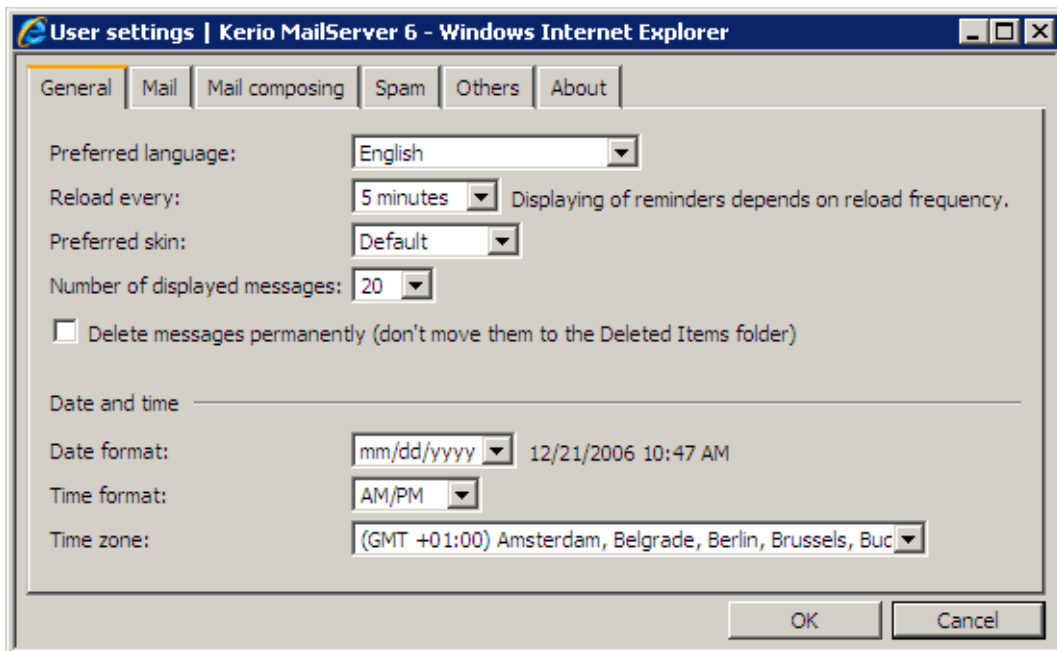 User settings | Kerio MailServer 6 - Windows Internet Explorer
General Mail Mail composing Spam Others About
Preferred language: English
Reload every: 5 minutes Displaying of reminders depends on reload frequency.
Preferred skin: Default
Number of displayed messages: 20
Delete messages permanently (don't move them to the Deleted Items folder)
Date and time
Date format: mm/dd/yyyy 12/21/2006 10:47 AM
Time format: AM/PM
Time zone: (GMT +01:00) Amsterdam, Belgrade, Berlin, Brussels, Buc
OK Cancel